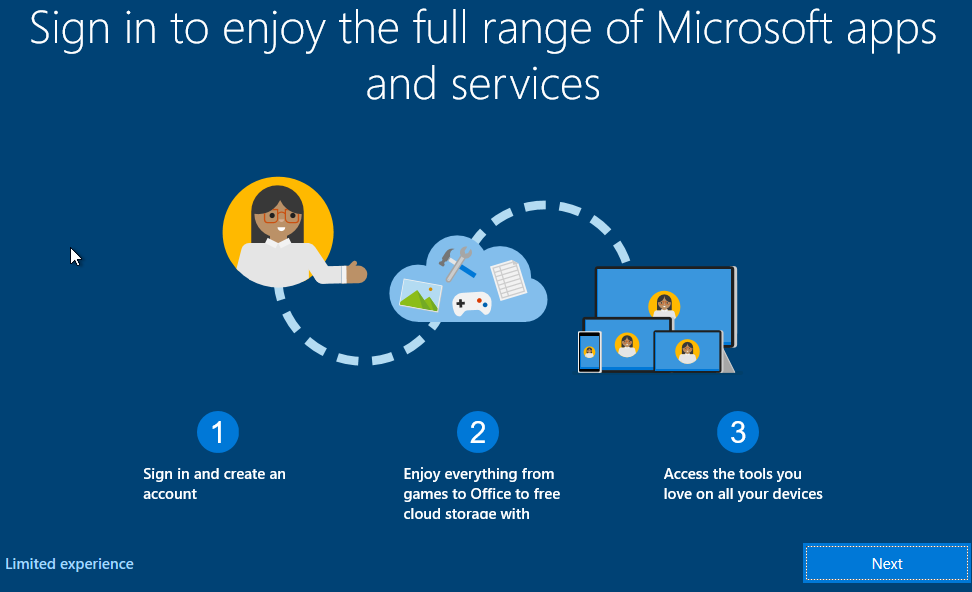 Sign in to enjoy the full range of Microsoft apps
and services
1
Sign in and create an
account
2
Enjoy everything from
games to Office to free
cloud storage with
3
Access the tools you
love on all your devices
Limited experience
Next